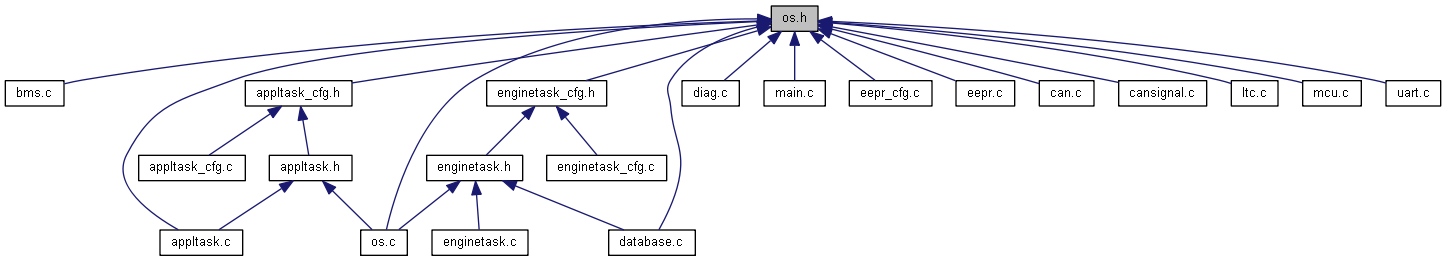 os.h
bms.c
appltask_cfg.h
enginetask_cfg.h
diag.c
main.c
eepr_cfg.c
eepr.c
can.c
cansignal.c
ltc.c
mcu.c
uart.c
appltask_cfg.c
appltask.h
enginetask.h
enginetask_cfg.c
appltask.c
os.c
enginetask.c
database.c